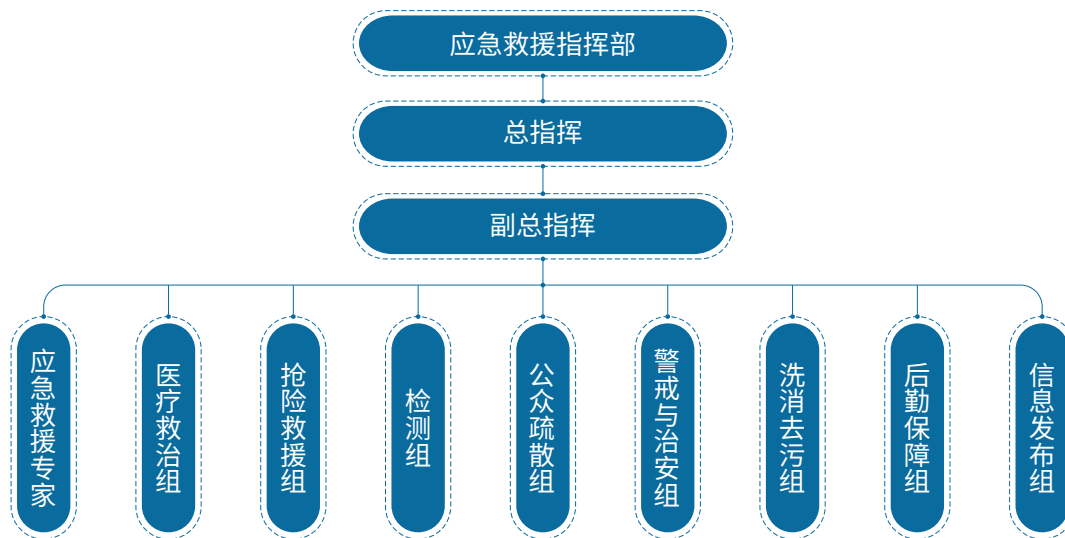 应急救援指挥部
总指挥
副总指挥
应急救援专家
医疗救治组
抢险救援组
检测组
公众疏散组
警戒与治安组
洗消去污组
后勤保障组
信息发布组